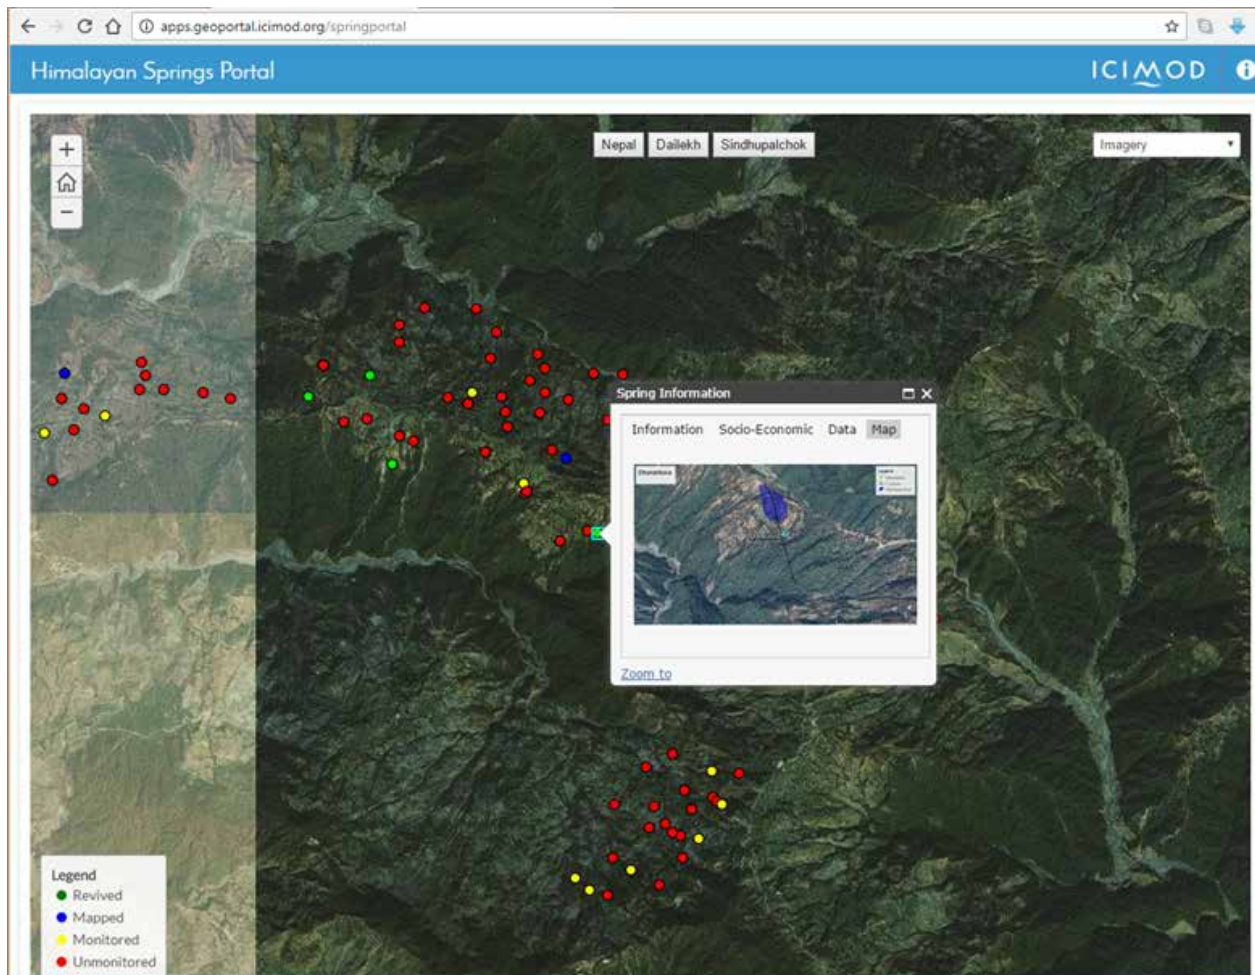 apps.geoportal.icimod.org/springportal
Himalayan Springs Portal
ICIMOD
Nepal Dailekh Sindhupalchok
Imagery
Spring Information
Information Socio-Economic Data Map
Zoom to
Legend
Revived
Mapped
Monitored
Unmonitored